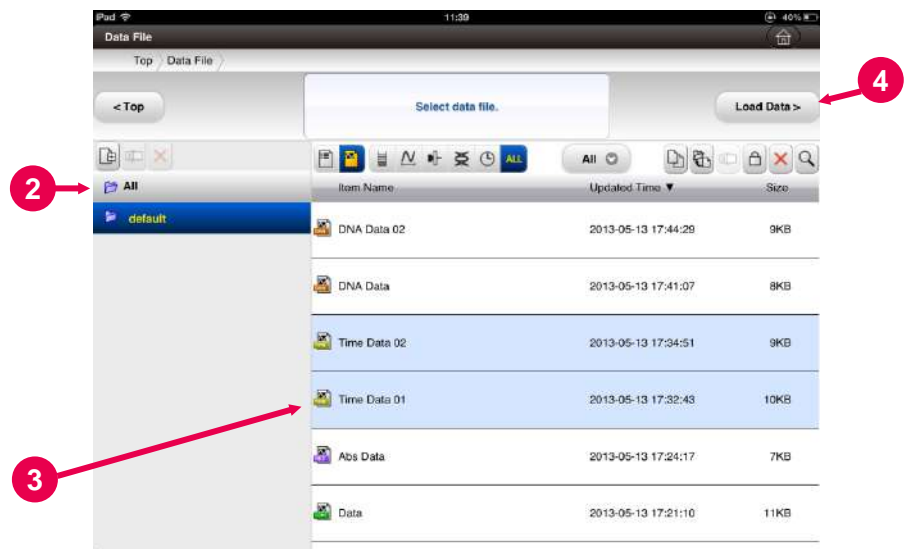 iPad 11:39 40%
Data File
Top Data File
< Top Select data file. Load Data >
4
ALL All
2 All Item Name Updated Time ▼ Size
default
DNA Data 02 2013-05-13 17:44:29 9KB
DNA Data 2013-05-13 17:41:07 8KB
Time Data 02 2013-05-13 17:34:51 9KB
Time Data 01 2013-05-13 17:32:43 10KB
3
Abs Data 2013-05-13 17:24:17 7KB
Data 2013-05-13 17:21:10 11KB